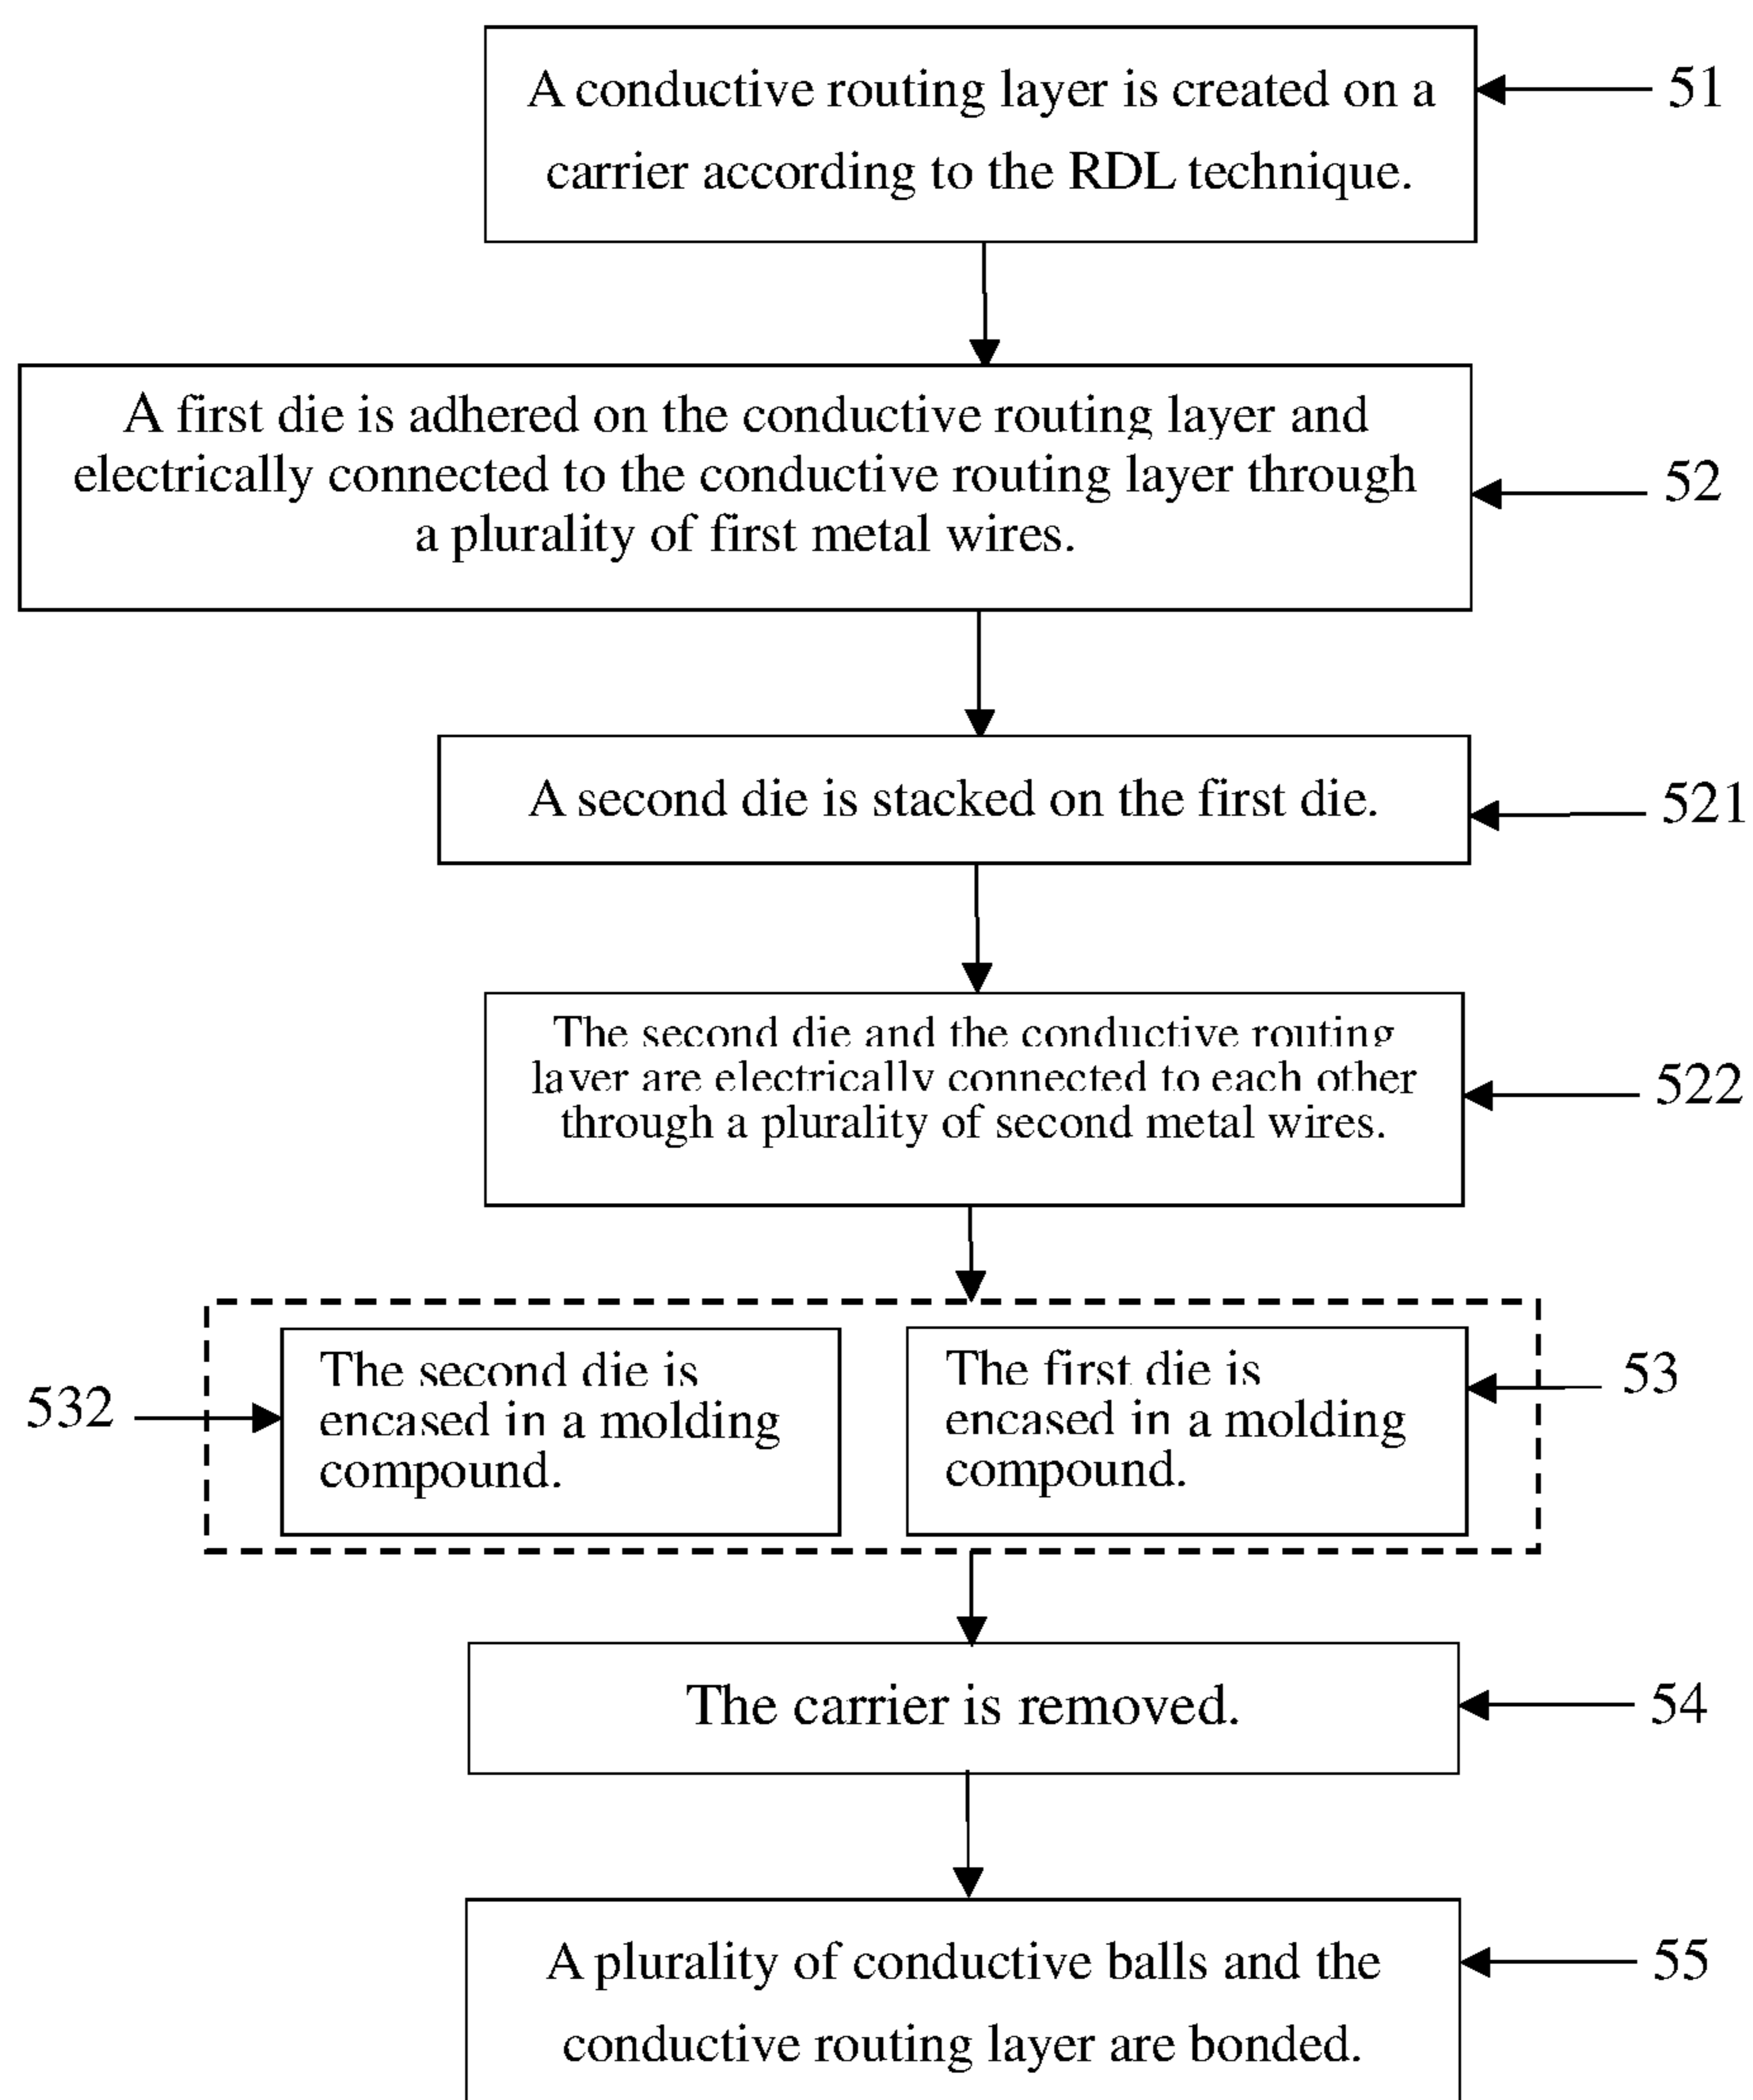 A conductive routing layer is created on a
carrier according to the RDL technique.
51
A first die is adhered on the conductive routing layer and
electrically connected to the conductive routing layer through
a plurality of first metal wires.
52
A second die is stacked on the first die.
521
The second die and the conductive routing
layer are electrically connected to each other
through a plurality of second metal wires.
522
532
The second die is
encased in a molding
compound.
The first die is
encased in a molding
compound.
53
The carrier is removed.
54
A plurality of conductive balls and the
conductive routing layer are bonded.
55